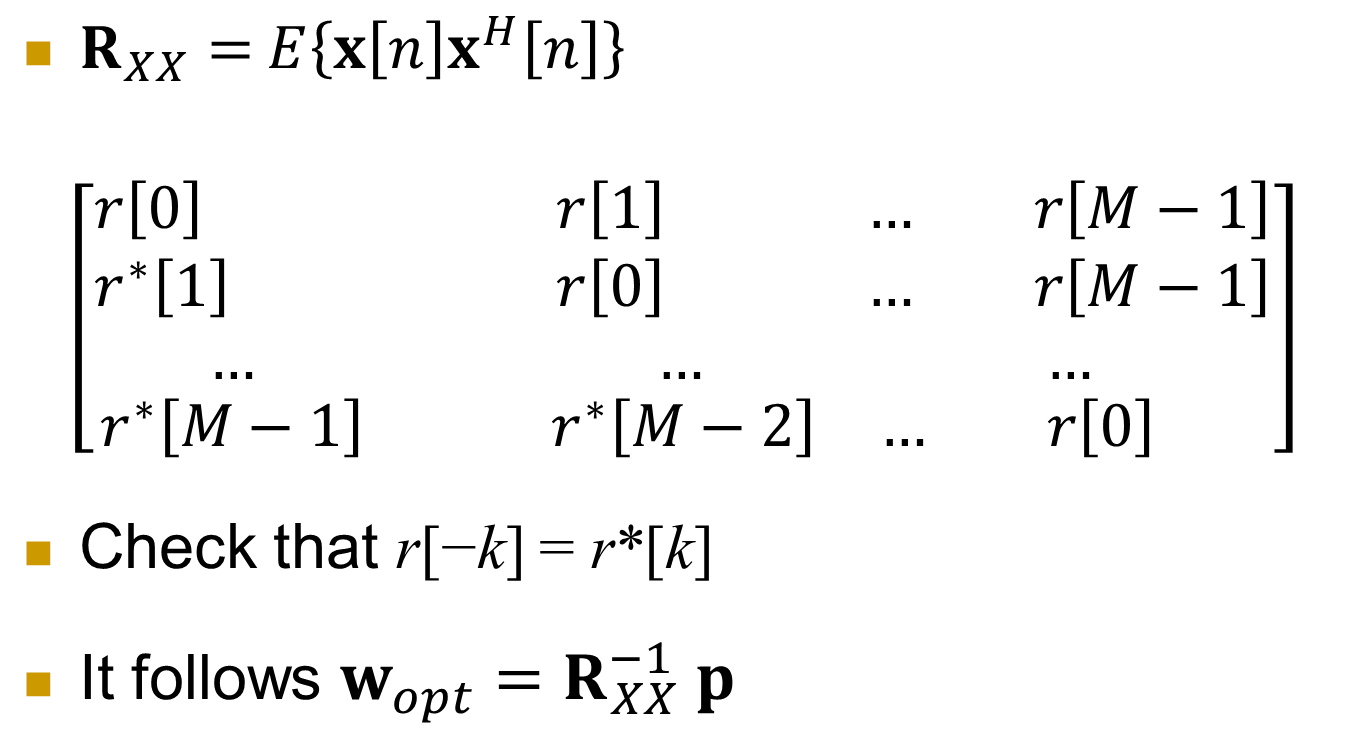 ▪ 𝐑_XX = E{𝐱[n]𝐱^H[n]}
r[0] r[1] ... r[M − 1]
r*[1] r[0] ... r[M − 1]
... ... ...
r*[M − 1] r*[M − 2] ... r[0]
▪ Check that r[−k] = r*[k]
▪ It follows 𝐰_opt = 𝐑_XX^−1 𝐩